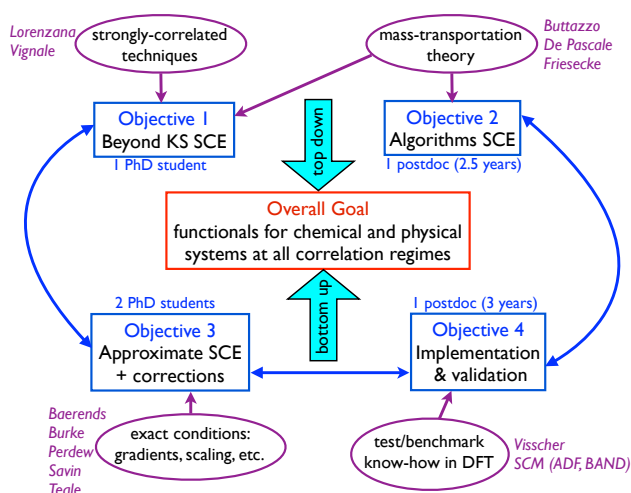 Lorenzana
Vignale
strongly-correlated
techniques
mass-transportation
theory
Buttazzo
De Pascale
Friesecke
Objective 1
Beyond KS SCE
1 PhD student
top down
Objective 2
Algorithms SCE
1 postdoc (2.5 years)
Overall Goal
functionals for chemical and physical
systems at all correlation regimes
bottom up
2 PhD students
Objective 3
Approximate SCE
+ corrections
1 postdoc (3 years)
Objective 4
Implementation
& validation
Baerends
Burke
Perdew
Savin
Teale
exact conditions:
gradients, scaling, etc.
test/benchmark
know-how in DFT
Visscher
SCM (ADF, BAND)